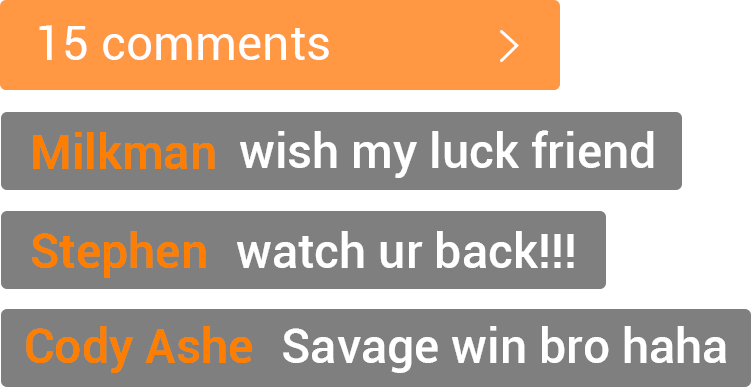 15 comments
Milkman wish my luck friend
Stephen watch ur back!!!
Cody Ashe Savage win bro haha